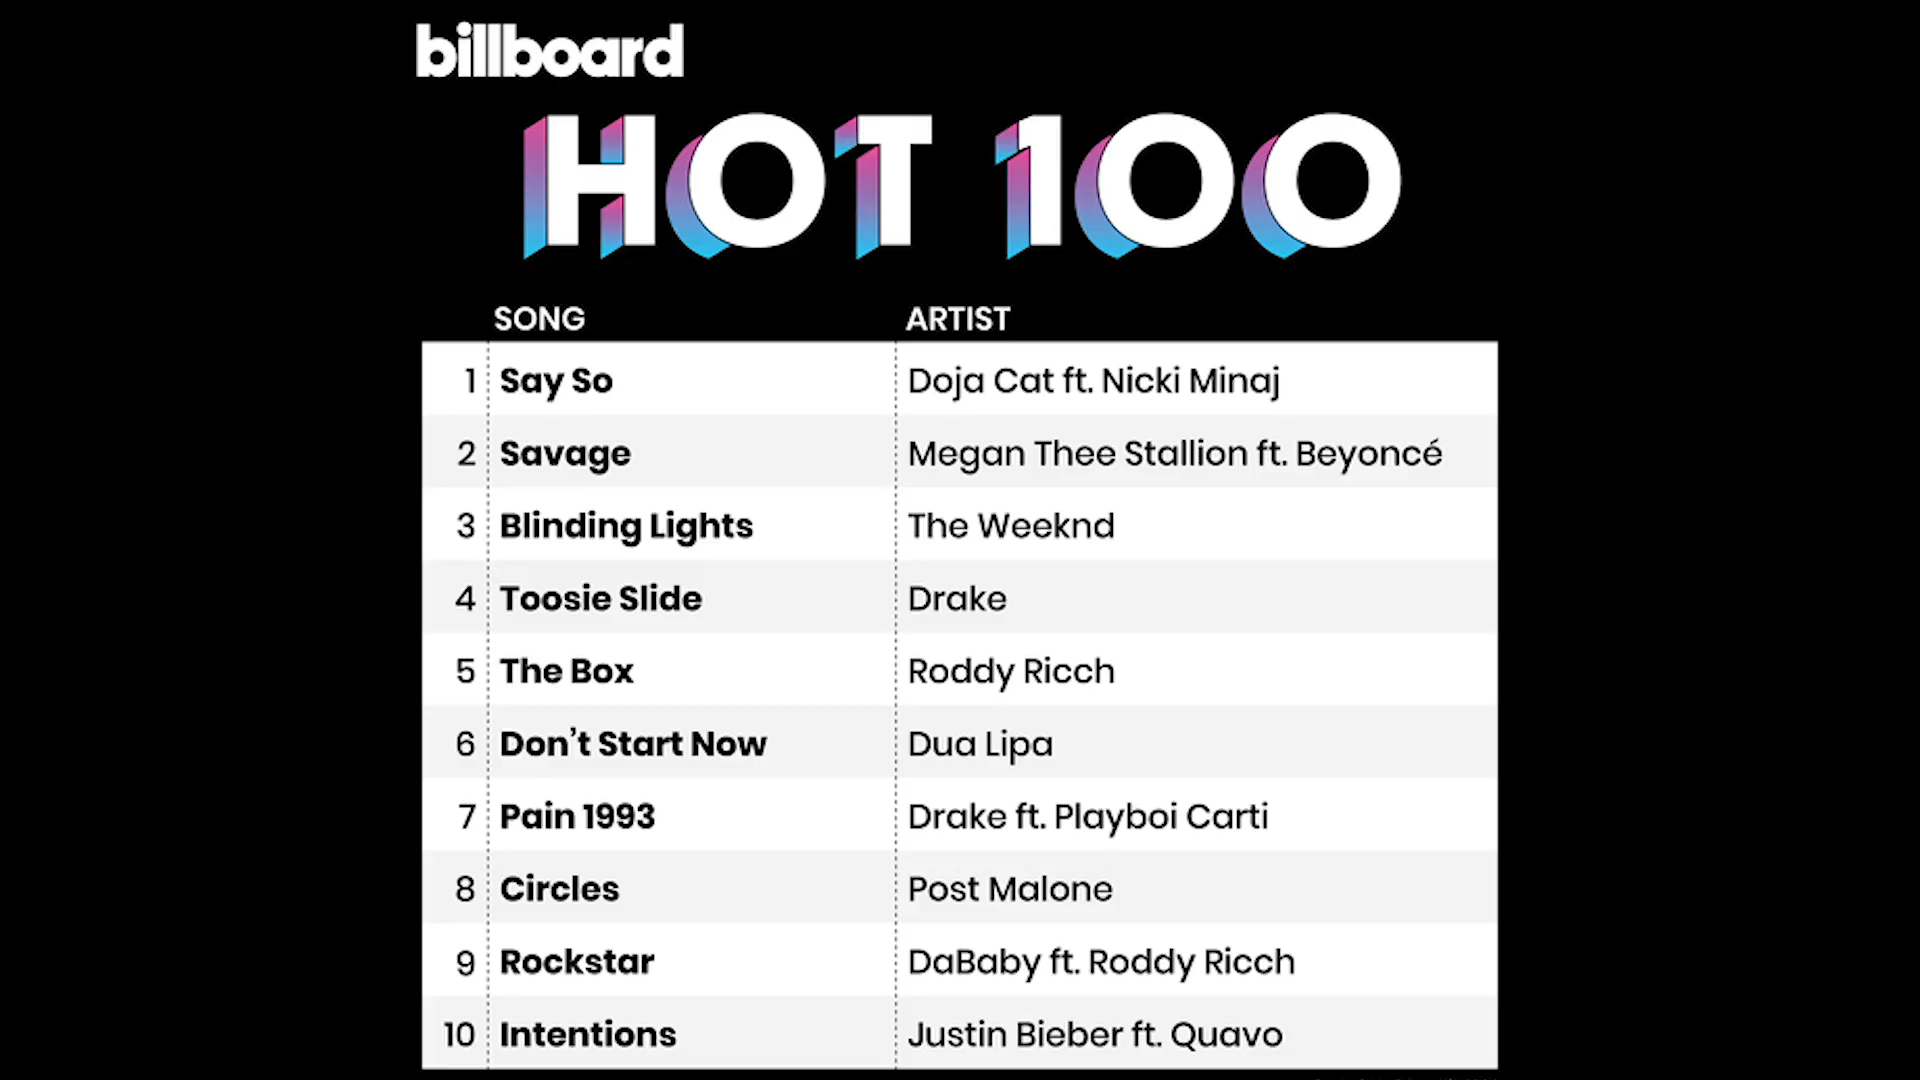 billboard
HOT 100
SONG ARTIST
1 Say So Doja Cat ft. Nicki Minaj
2 Savage Megan Thee Stallion ft. Beyoncé
3 Blinding Lights The Weeknd
4 Toosie Slide Drake
5 The Box Roddy Ricch
6 Don’t Start Now Dua Lipa
7 Pain 1993 Drake ft. Playboi Carti
8 Circles Post Malone
9 Rockstar DaBaby ft. Roddy Ricch
10 Intentions Justin Bieber ft. Quavo